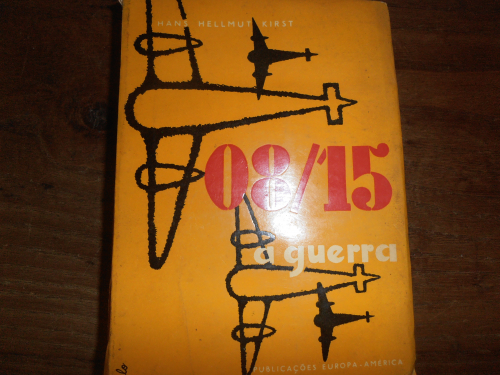 HANS HELLMUT KIRST
08/15
a guerra
PUBLICAÇÕES EUROPA-AMÉRICA